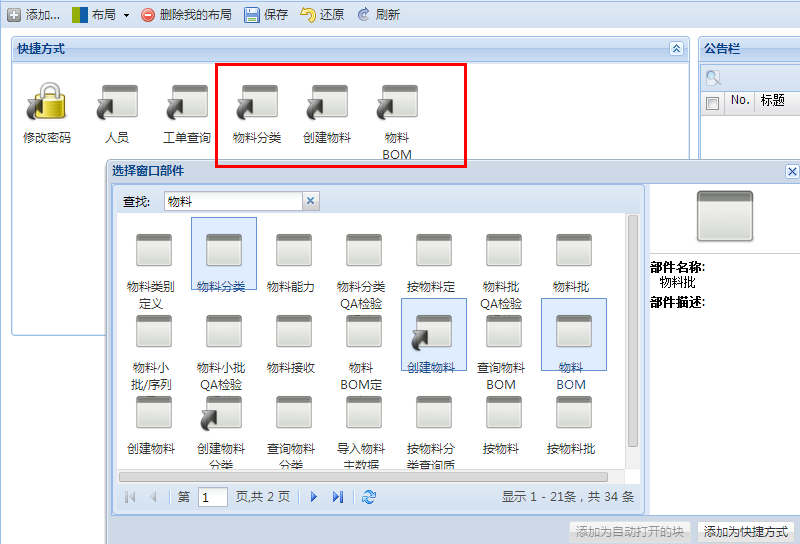 添加... 布局 删除我的布局 保存 还原 刷新
快捷方式
公告栏
No. 标题
修改密码 人员 工单查询 物料分类 创建物料 物料
BOM
选择窗口部件
查找: 物料
物料类别 物料分类 物料能力 物料分类 按物料定 物料批 物料批
定义 QA检验 QA检验
部件名称:
物料批
部件描述:
物料小 物料小批 物料接收 物料 创建物料 查询物料 物料
批/序列 QA检验 BOM定 BOM BOM
创建物料 创建物料 查询物料 导入物料 按物料分 按物料 按物料批
分类 分类 主数据 类查询质
第 1 页,共 2 页 显示 1 - 21条，共 34 条
添加为自动打开的块 添加为快捷方式